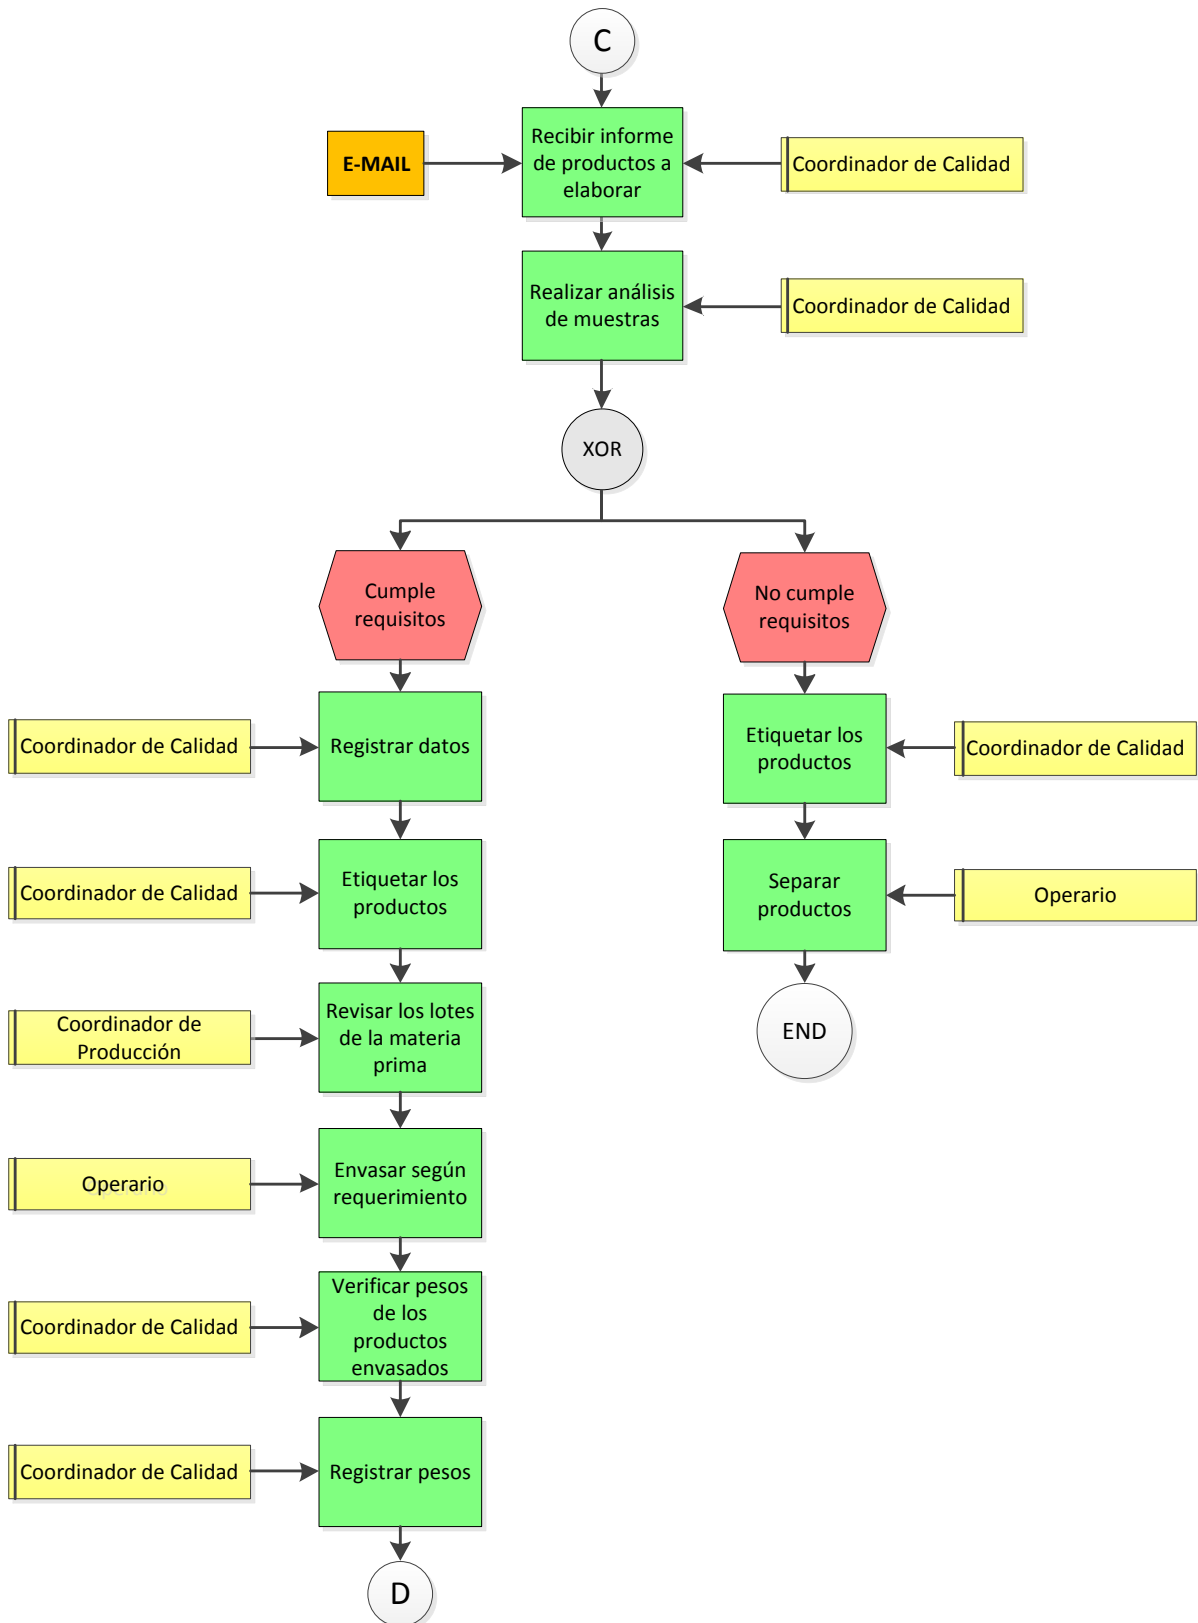 C
Recibir informe
de productos a
elaborar
E-MAIL
Coordinador de Calidad
Realizar análisis
de muestras
Coordinador de Calidad
XOR
Cumple
requisitos
No cumple
requisitos
Coordinador de Calidad
Registrar datos
Etiquetar los
productos
Coordinador de Calidad
Coordinador de Calidad
Etiquetar los
productos
Separar
productos
Operario
Coordinador de
Producción
Revisar los lotes
de la materia
prima
END
Operario
Envasar según
requerimiento
Coordinador de Calidad
Verificar pesos
de los
productos
envasados
Coordinador de Calidad
Registrar pesos
D